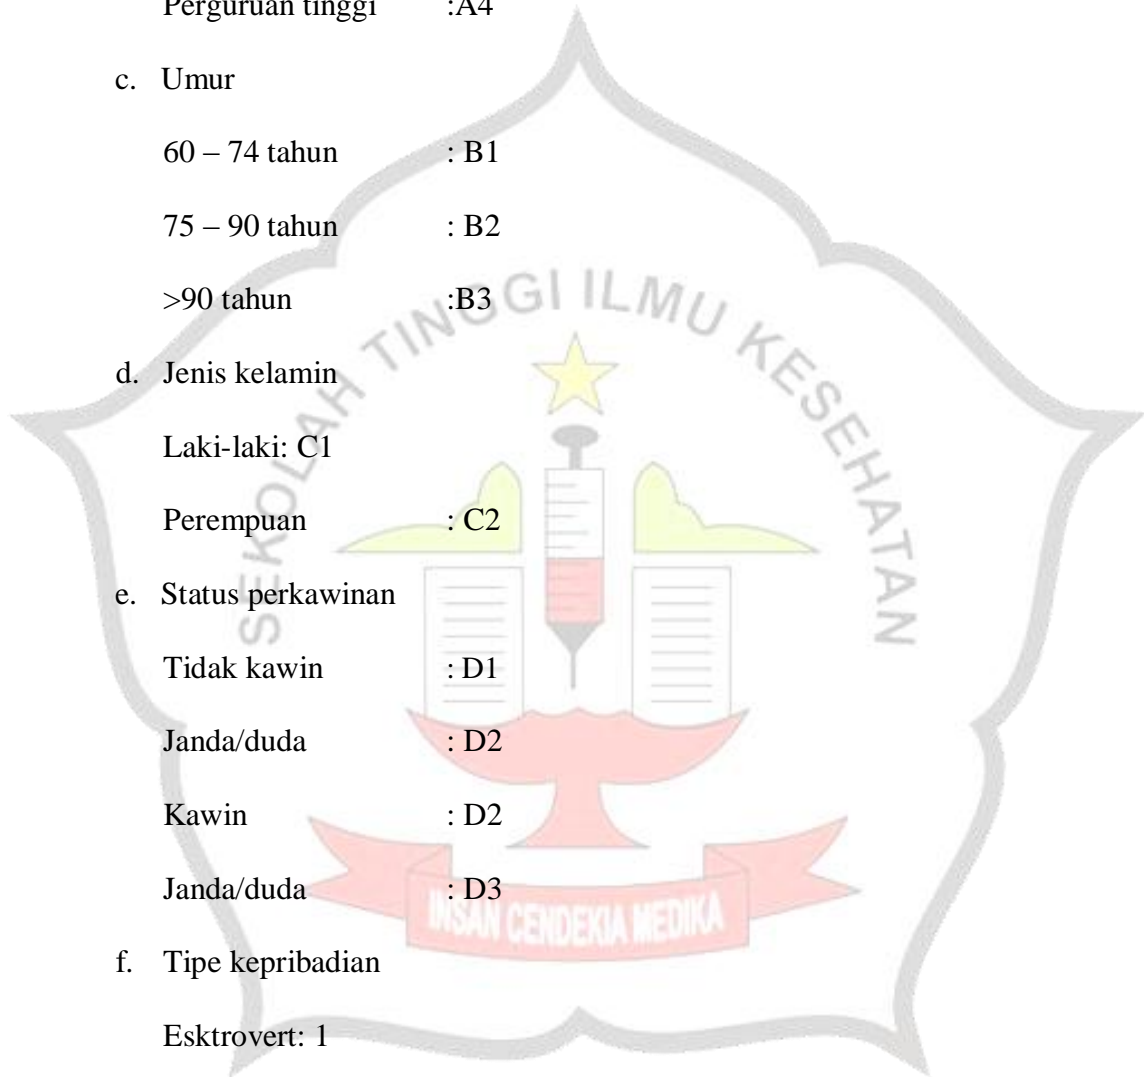 Perguruan tinggi :A4
c. Umur
60 – 74 tahun : B1
75 – 90 tahun : B2
>90 tahun :B3
d. Jenis kelamin
Laki-laki: C1
Perempuan : C2
e. Status perkawinan
Tidak kawin : D1
Janda/duda : D2
Kawin : D2
Janda/duda : D3
f. Tipe kepribadian
Esktrovert: 1
SEKOLAH TINGGI ILMU KESEHATAN
INSAN CENDEKIA MEDIKA